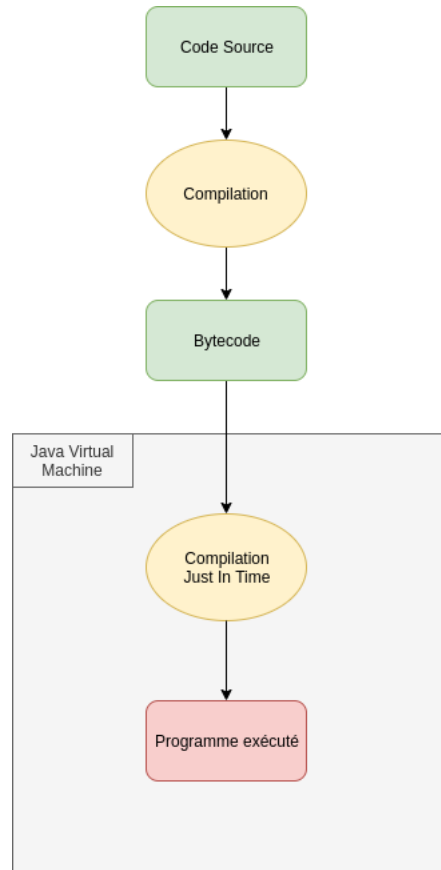 Code Source
Compilation
Bytecode
Java Virtual
Machine
Compilation
Just In Time
Programme exécuté